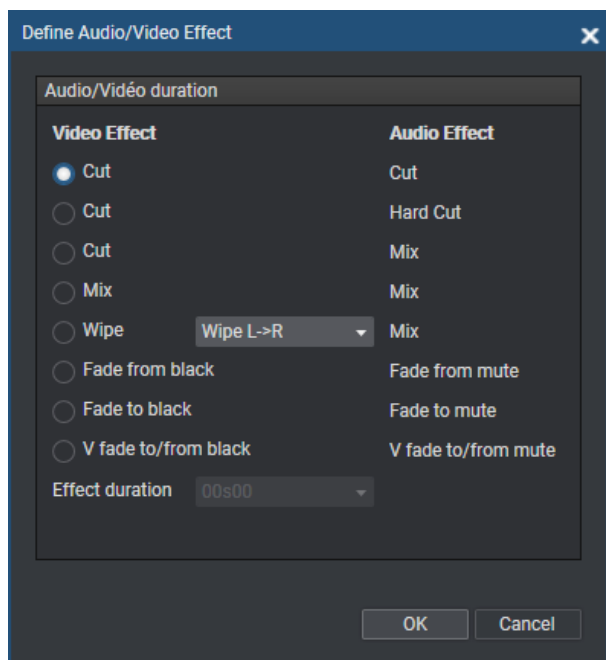 Define Audio/Video Effect
Audio/Vidéo duration
Video Effect Audio Effect
Cut Cut
Cut Hard Cut
Cut Mix
Mix Mix
Wipe Wipe L->R Mix
Fade from black Fade from mute
Fade to black Fade to mute
V fade to/from black V fade to/from mute
Effect duration 00s00
OK Cancel